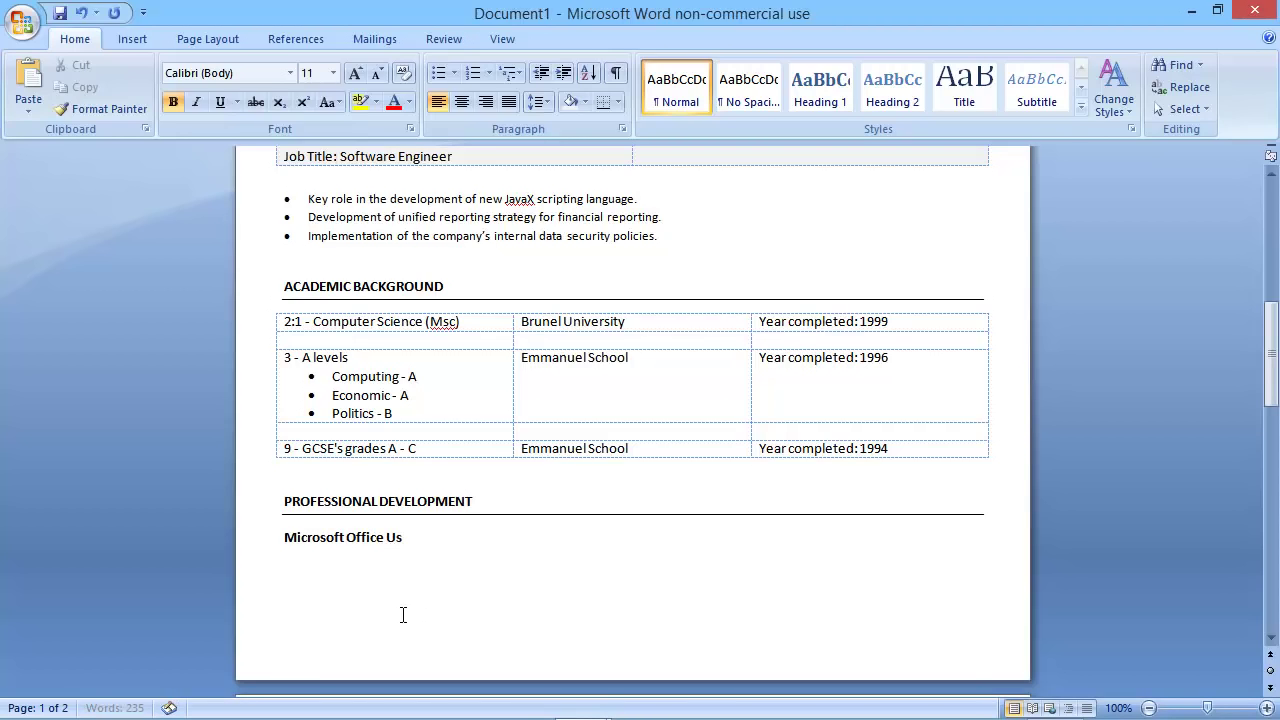 Document1 - Microsoft Word non-commercial use
Home Insert Page Layout References Mailings Review View
Paste
Cut
Copy
Format Painter
Clipboard
Calibri (Body) 11
B I U abc X₂ X² Aa
Font
Paragraph
AaBbCcDc AaBbCcDc AaBbC AaBbCc AaB AaBbCc.
¶ Normal ¶ No Spaci... Heading 1 Heading 2 Title Subtitle
Change
Styles
Styles
Find
Replace
Select
Editing
Job Title: Software Engineer
• Key role in the development of new JavaX scripting language.
• Development of unified reporting strategy for financial reporting.
• Implementation of the company's internal data security policies.
ACADEMIC BACKGROUND
2:1 - Computer Science (Msc) Brunel University Year completed: 1999
3 - A levels Emmanuel School Year completed: 1996
• Computing - A
• Economic - A
• Politics - B
9 - GCSE's grades A - C Emmanuel School Year completed: 1994
PROFESSIONAL DEVELOPMENT
Microsoft Office Us
Page: 1 of 2 Words: 235 100%